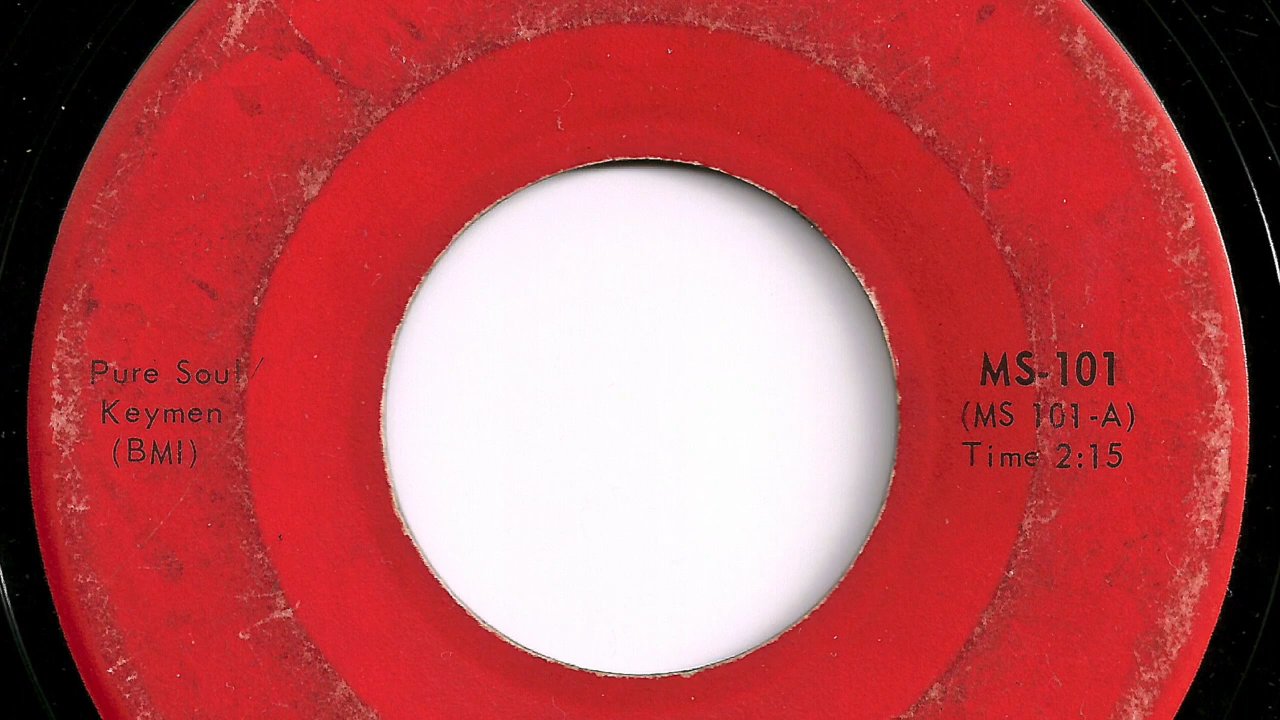 Pure Soul/
Keymen
(BMI)
MS-101
(MS 101-A)
Time 2:15